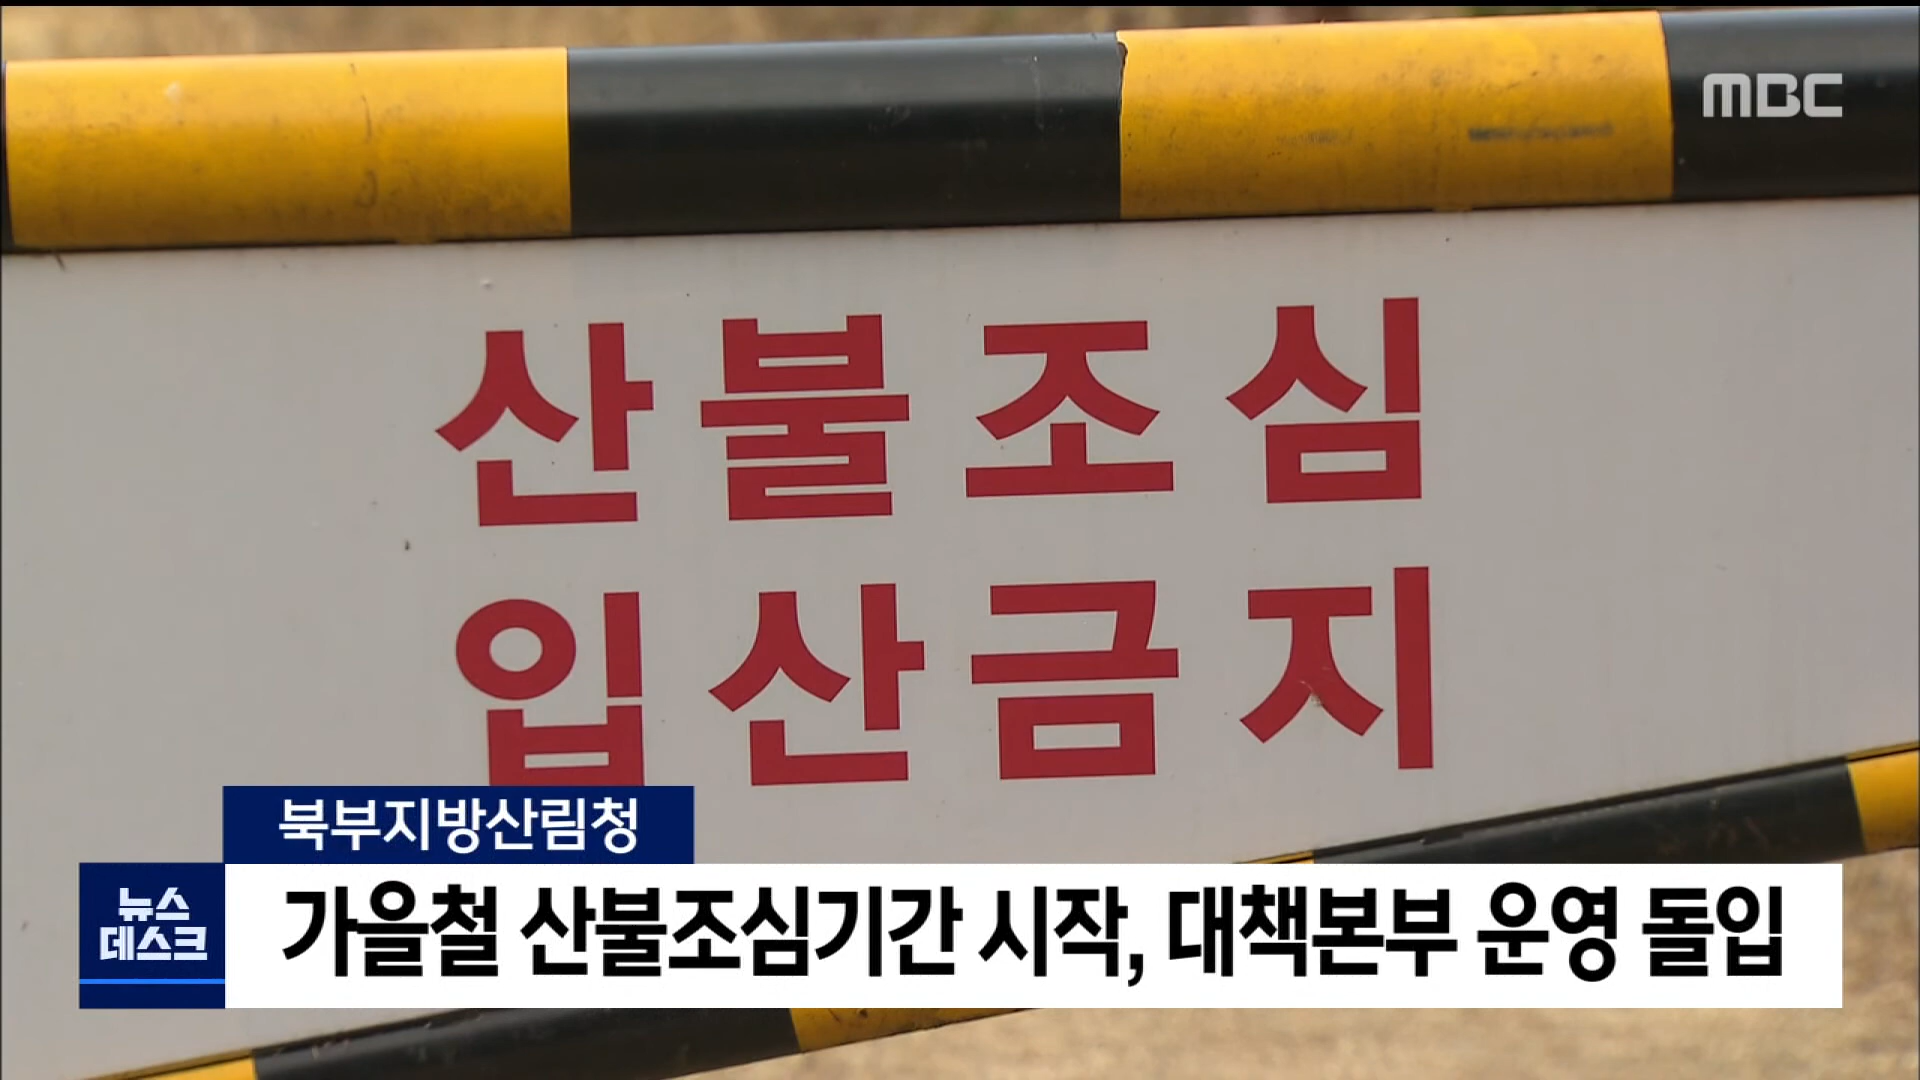 MBC
산불조심
입산금지
북부지방산림청
뉴스
데스크
가을철 산불조심기간 시작, 대책본부 운영 돌입